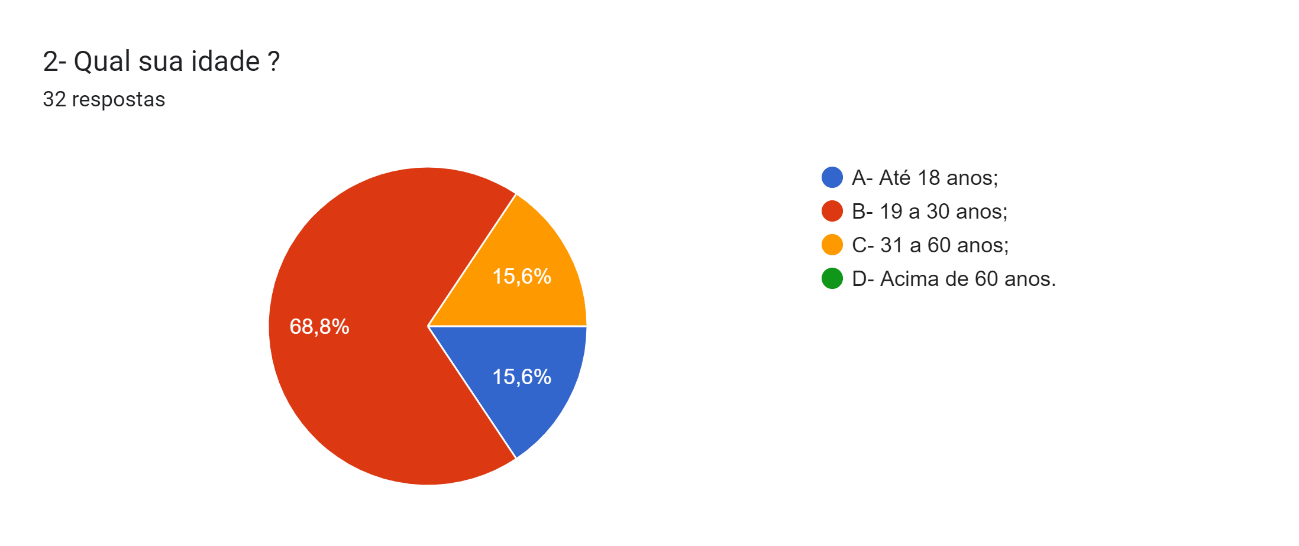 2- Qual sua idade ?
32 respostas
A- Até 18 anos;
B- 19 a 30 anos;
C- 31 a 60 anos;
D- Acima de 60 anos.
15,6%
68,8%
15,6%